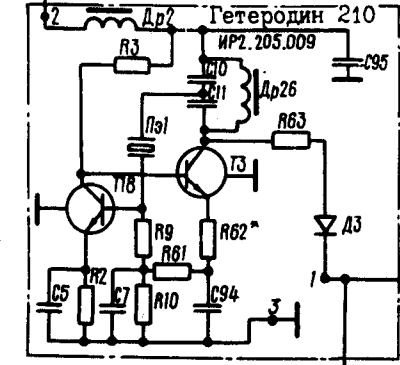 2
Др2
Гетеродин 210
ИР2.205.009
R3
С10
С11
Др26
С95
Пэ1
R63
Т3
Т18
R9
R62*
Д3
R61
1
С5
R2
С7
R10
С94
3